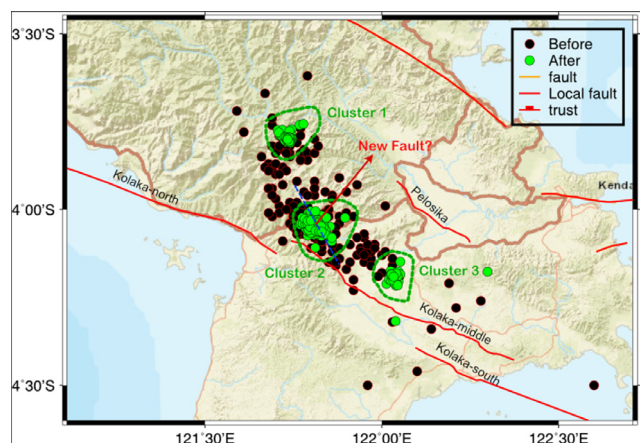 3°30'S
Before
After
fault
Local fault
trust
Cluster 1
New Fault?
Kolaka-north
Pelosika
Kenda
4°00'S
Cluster 2
Cluster 3
Kolaka-middle
Kolaka-south
4°30'S
121°30'E
122°00'E
122°30'E